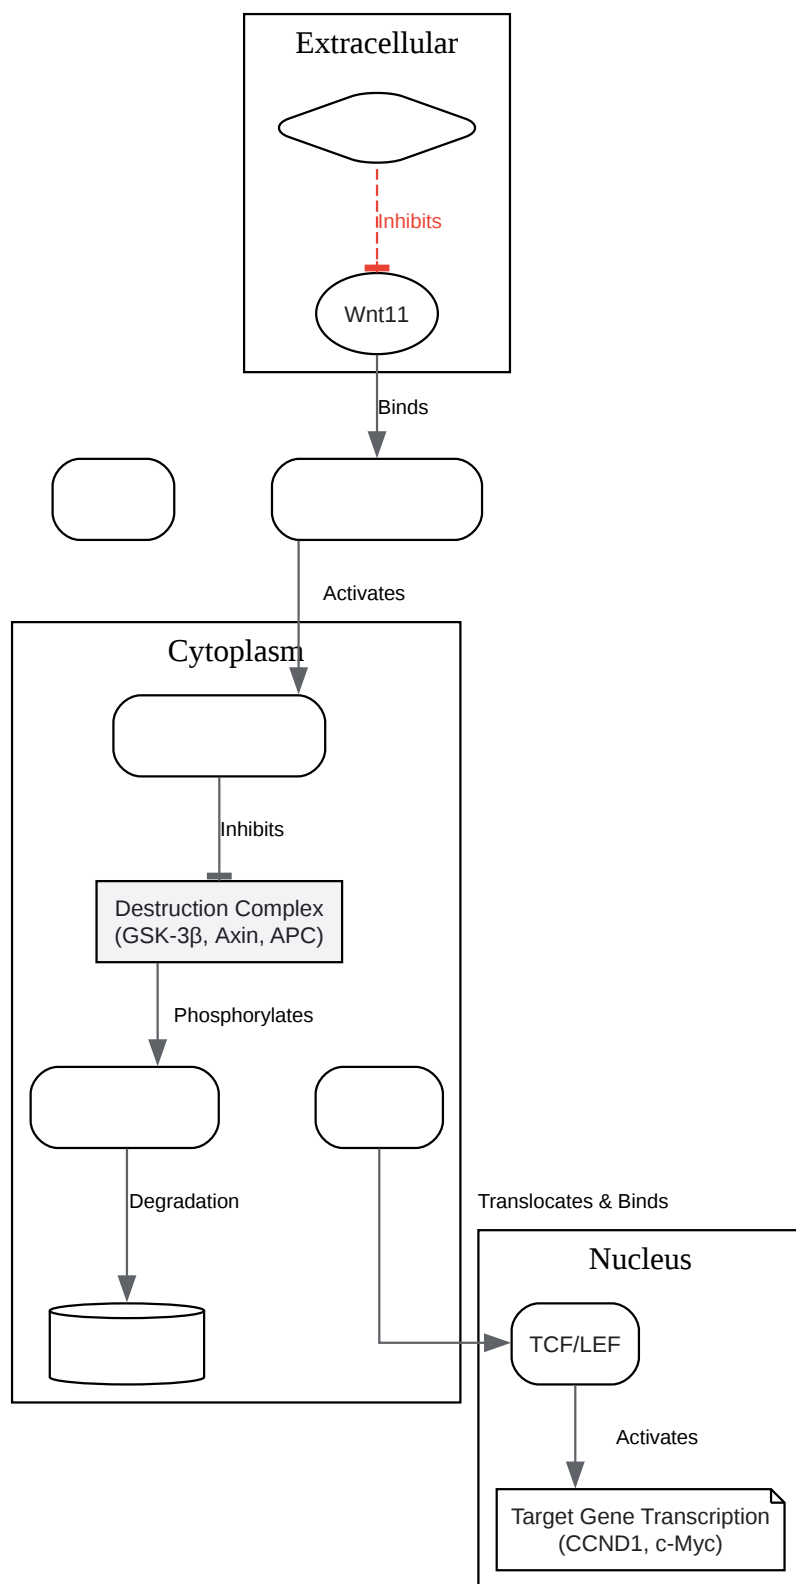 Extracellular
Inhibits
Wnt11
Binds
Activates
Cytoplasm
Inhibits
Destruction Complex
(GSK-3β, Axin, APC)
Phosphorylates
Degradation
Translocates & Binds
Nucleus
TCF/LEF
Activates
Target Gene Transcription
(CCND1, c-Myc)